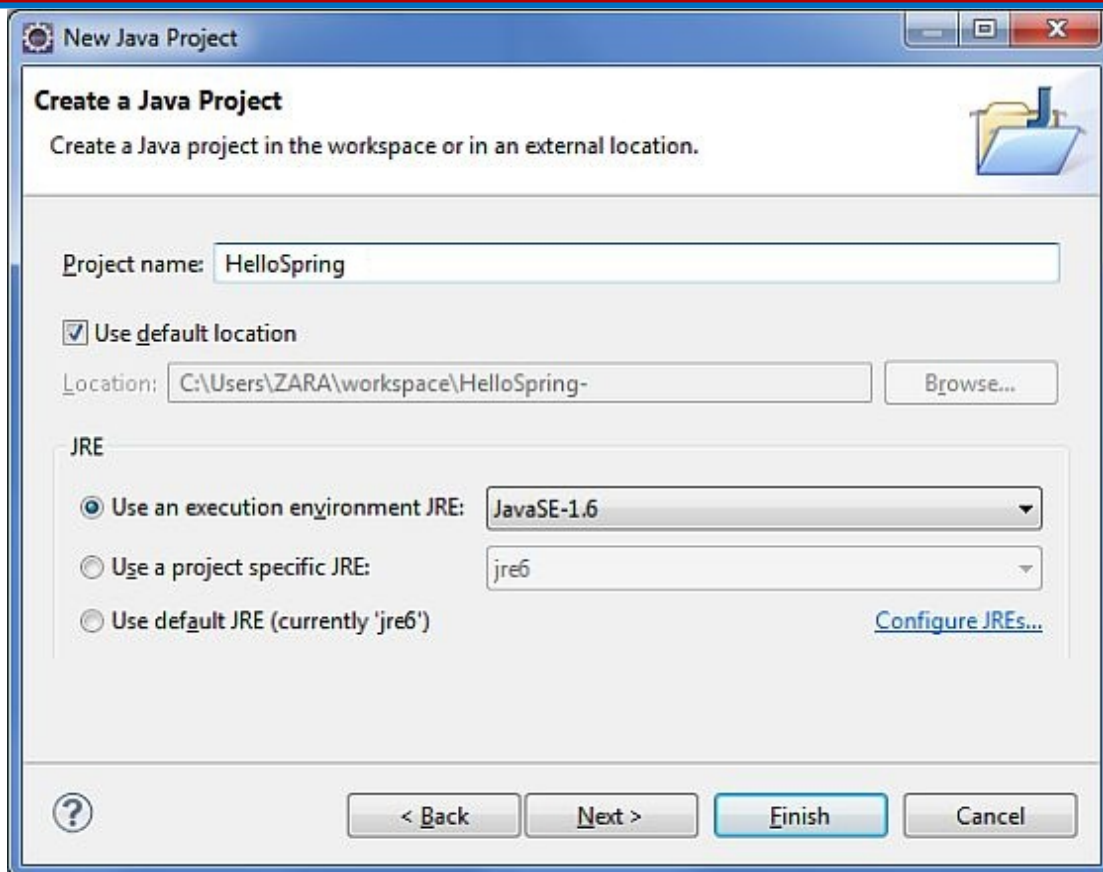 New Java Project
Create a Java Project
Create a Java project in the workspace or in an external location.
Project name: HelloSpring
Use default location
Location: C:\Users\ZARA\workspace\HelloSpring- Browse...
JRE
Use an execution environment JRE: JavaSE-1.6
Use a project specific JRE: jre6
Use default JRE (currently 'jre6') Configure JREs...
? < Back Next > Finish Cancel